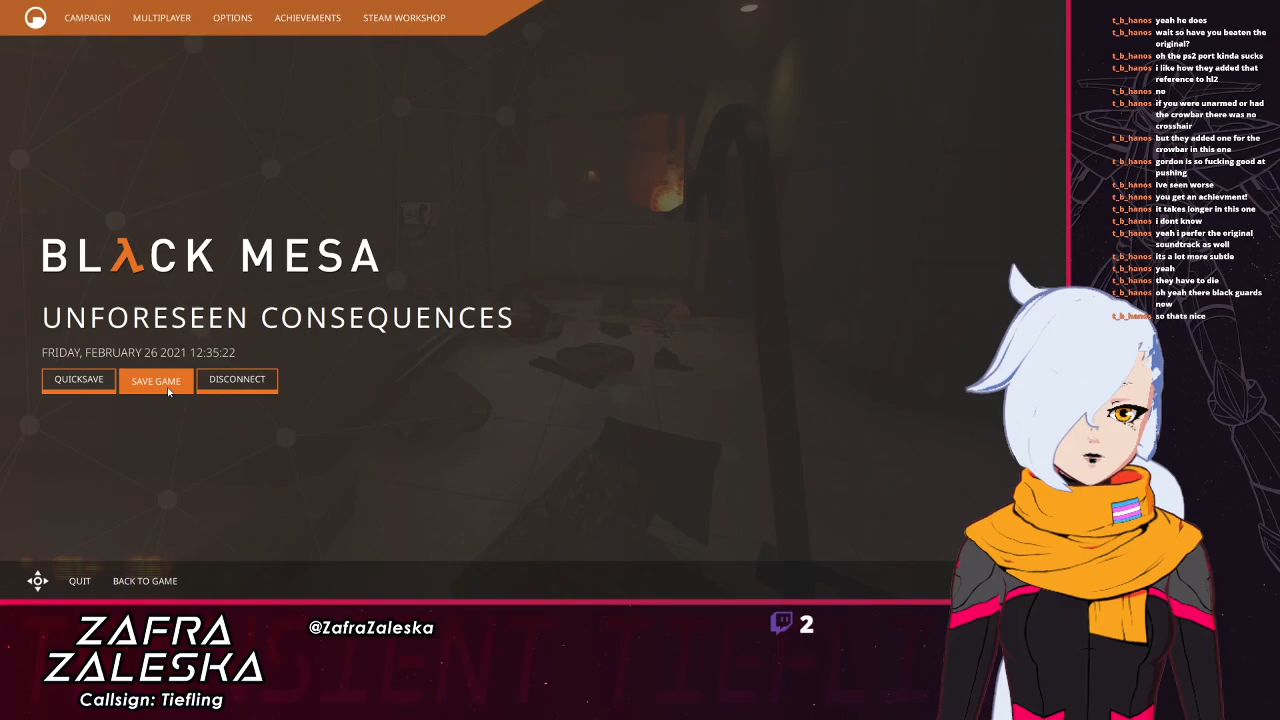 CAMPAIGN MULTIPLAYER OPTIONS ACHIEVEMENTS STEAM WORKSHOP
BLλCK MESA
UNFORESEEN CONSEQUENCES
FRIDAY, FEBRUARY 26 2021 12:35:22
QUICKSAVE SAVE GAME DISCONNECT
QUIT BACK TO GAME
t_b_hanos yeah he does
t_b_hanos wait so have you beaten the
original?
t_b_hanos oh the ps2 port kinda sucks
t_b_hanos i like how they added that
reference to hl2
t_b_hanos no
t_b_hanos if you were unarmed or had
the crowbar there was no
crosshair
t_b_hanos but they added one for the
crowbar in this one
t_b_hanos gordon is so fucking good at
pushing
t_b_hanos ive seen worse
t_b_hanos you get an achievment!
t_b_hanos it takes longer in this one
t_b_hanos i dont know
t_b_hanos yeah i perfer the original
soundtrack as well
t_b_hanos its a lot more subtle
t_b_hanos yeah
t_b_hanos they have to die
t_b_hanos oh yeah there black guards
now
t_b_hanos so thats nice
ZAFRA
ZALESKA
Callsign: Tiefling
@ZafraZaleska
2